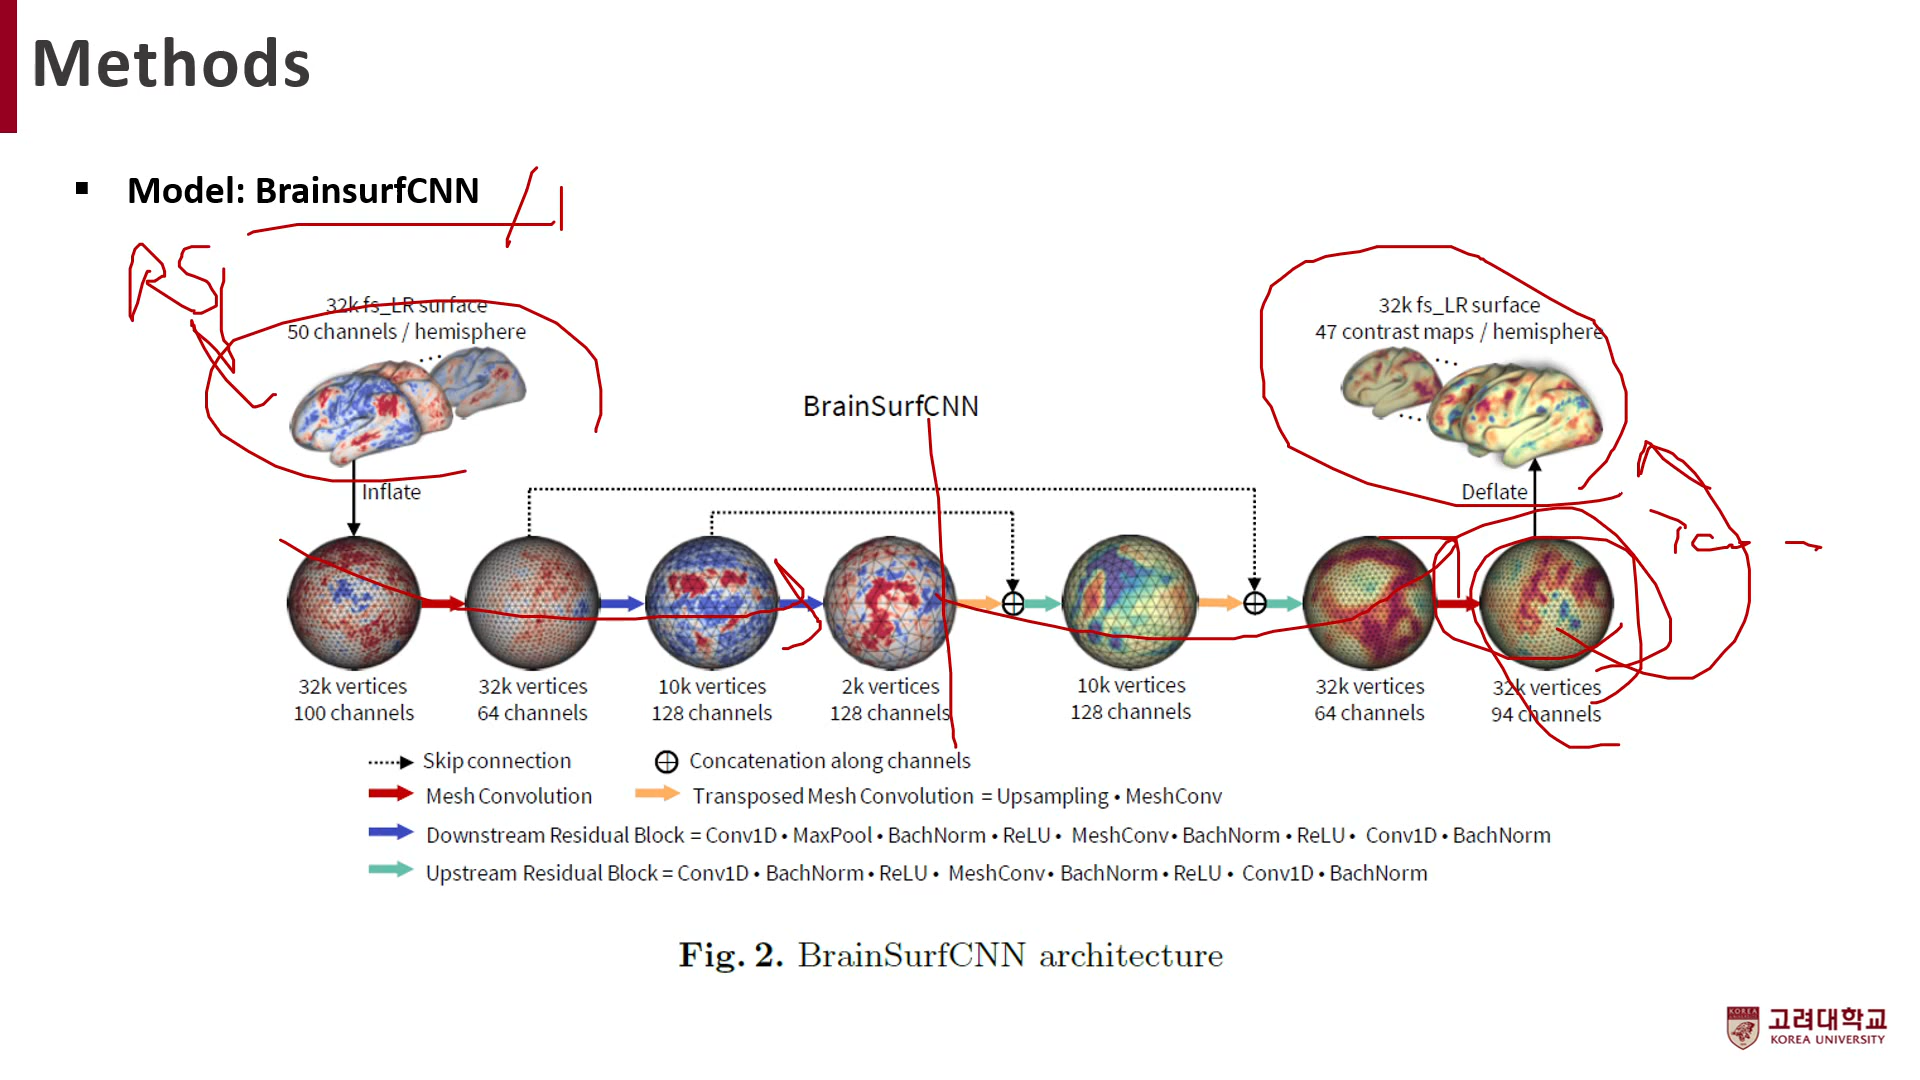 Methods
▪ Model: BrainsurfCNN
RS
32k fs_LR surface
50 channels / hemisphere
32k fs_LR surface
47 contrast maps / hemisphere
BrainSurfCNN
Inflate
Deflate
32k vertices
100 channels
32k vertices
64 channels
10k vertices
128 channels
2k vertices
128 channels
10k vertices
128 channels
32k vertices
64 channels
32k vertices
94 channels
Skip connection
Concatenation along channels
Mesh Convolution
Transposed Mesh Convolution = Upsampling • MeshConv
Downstream Residual Block = Conv1D • MaxPool • BachNorm • ReLU • MeshConv • BachNorm • ReLU • Conv1D • BachNorm
Upstream Residual Block = Conv1D • BachNorm • ReLU • MeshConv • BachNorm • ReLU • Conv1D • BachNorm
Fig. 2. BrainSurfCNN architecture
고려대학교
KOREA UNIVERSITY